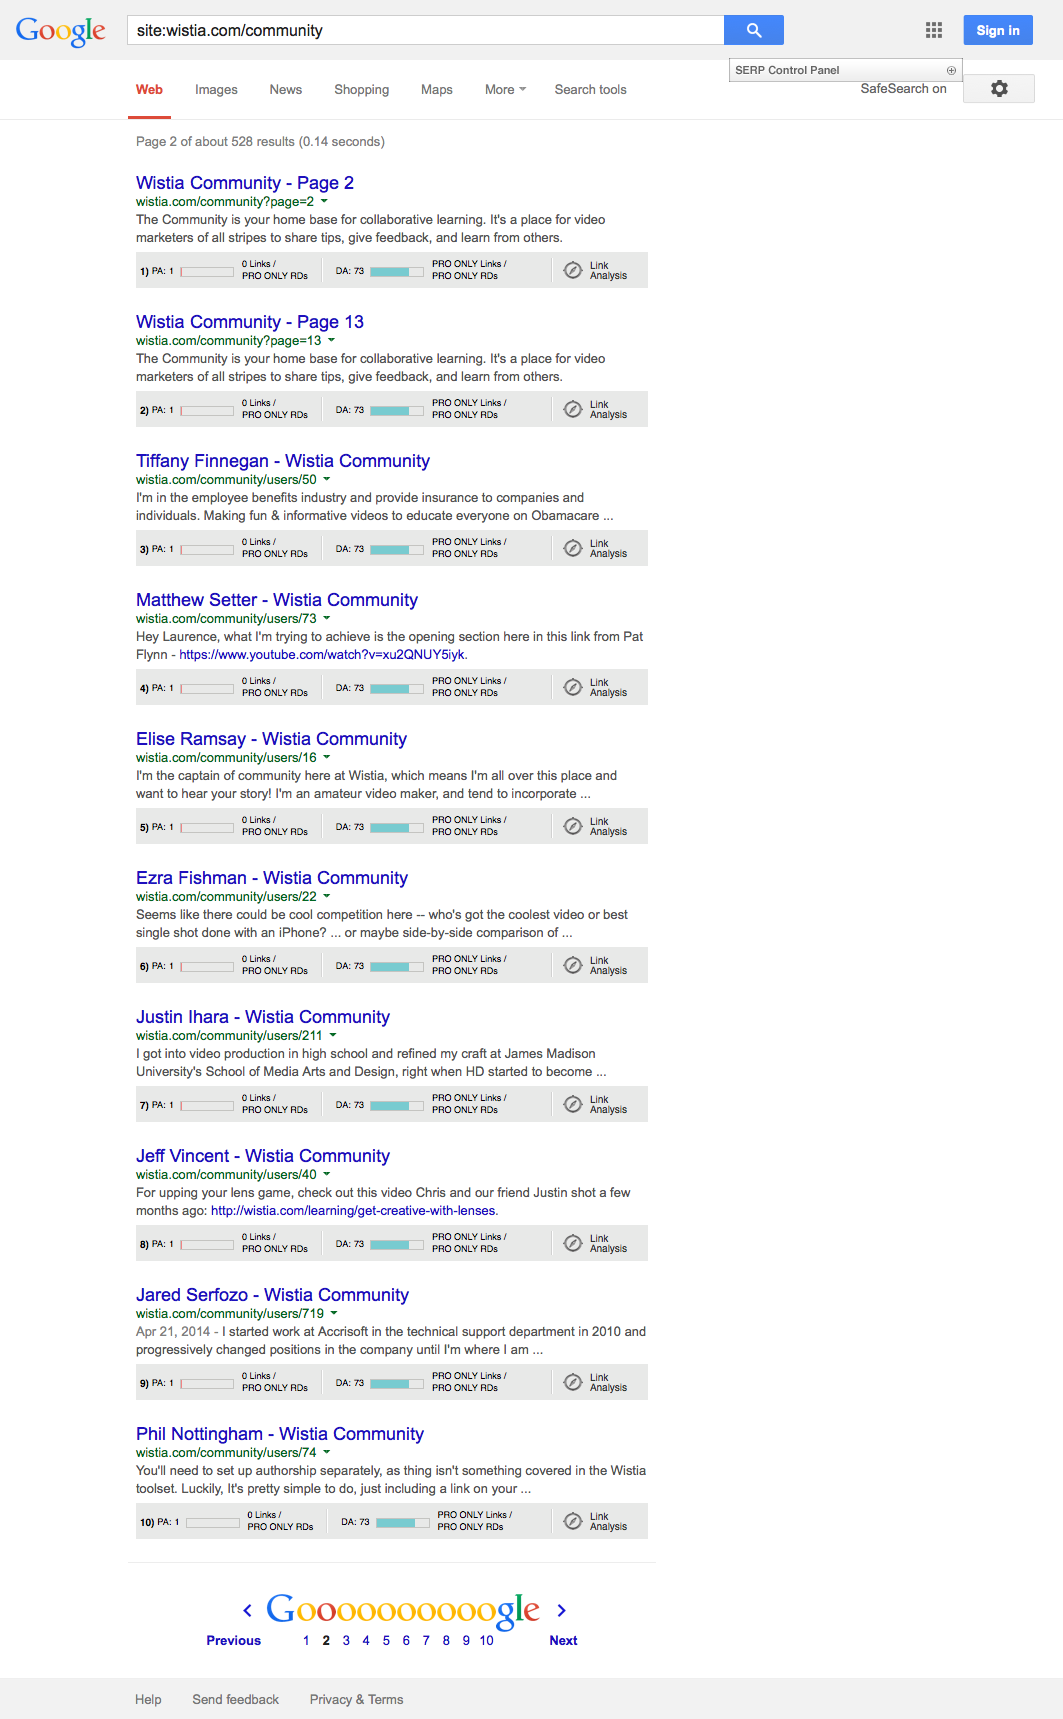 Google
site:wistia.com/community
Sign in
SERP Control Panel
Web Images News Shopping Maps More Search tools SafeSearch on
Page 2 of about 528 results (0.14 seconds)
Wistia Community - Page 2
wistia.com/community?page=2
The Community is your home base for collaborative learning. It's a place for video
marketers of all stripes to share tips, give feedback, and learn from others.
1) PA: 1 0 Links / PRO ONLY RDs DA: 73 PRO ONLY Links / PRO ONLY RDs Link Analysis
Wistia Community - Page 13
wistia.com/community?page=13
The Community is your home base for collaborative learning. It's a place for video
marketers of all stripes to share tips, give feedback, and learn from others.
2) PA: 1 0 Links / PRO ONLY RDs DA: 73 PRO ONLY Links / PRO ONLY RDs Link Analysis
Tiffany Finnegan - Wistia Community
wistia.com/community/users/50
I'm in the employee benefits industry and provide insurance to companies and
individuals. Making fun & informative videos to educate everyone on Obamacare ...
3) PA: 1 0 Links / PRO ONLY RDs DA: 73 PRO ONLY Links / PRO ONLY RDs Link Analysis
Matthew Setter - Wistia Community
wistia.com/community/users/73
Hey Laurence, what I'm trying to achieve is the opening section here in this link from Pat
Flynn - https://www.youtube.com/watch?v=xu2QNUY5iyk.
4) PA: 1 0 Links / PRO ONLY RDs DA: 73 PRO ONLY Links / PRO ONLY RDs Link Analysis
Elise Ramsay - Wistia Community
wistia.com/community/users/16
I'm the captain of community here at Wistia, which means I'm all over this place and
want to hear your story! I'm an amateur video maker, and tend to incorporate ...
5) PA: 1 0 Links / PRO ONLY RDs DA: 73 PRO ONLY Links / PRO ONLY RDs Link Analysis
Ezra Fishman - Wistia Community
wistia.com/community/users/22
Seems like there could be cool competition here -- who's got the coolest video or best
single shot done with an iPhone? ... or maybe side-by-side comparison of ...
6) PA: 1 0 Links / PRO ONLY RDs DA: 73 PRO ONLY Links / PRO ONLY RDs Link Analysis
Justin Ihara - Wistia Community
wistia.com/community/users/211
I got into video production in high school and refined my craft at James Madison
University's School of Media Arts and Design, right when HD started to become ...
7) PA: 1 0 Links / PRO ONLY RDs DA: 73 PRO ONLY Links / PRO ONLY RDs Link Analysis
Jeff Vincent - Wistia Community
wistia.com/community/users/40
For upping your lens game, check out this video Chris and our friend Justin shot a few
months ago: http://wistia.com/learning/get-creative-with-lenses.
8) PA: 1 0 Links / PRO ONLY RDs DA: 73 PRO ONLY Links / PRO ONLY RDs Link Analysis
Jared Serfozo - Wistia Community
wistia.com/community/users/719
Apr 21, 2014 - I started work at Accrisoft in the technical support department in 2010 and
progressively changed positions in the company until I'm where I am ...
9) PA: 1 0 Links / PRO ONLY RDs DA: 73 PRO ONLY Links / PRO ONLY RDs Link Analysis
Phil Nottingham - Wistia Community
wistia.com/community/users/74
You'll need to set up authorship separately, as thing isn't something covered in the Wistia
toolset. Luckily, It's pretty simple to do, just including a link on your ...
10) PA: 1 0 Links / PRO ONLY RDs DA: 73 PRO ONLY Links / PRO ONLY RDs Link Analysis
Goooooooooogle
Previous 1 2 3 4 5 6 7 8 9 10 Next
Help Send feedback Privacy & Terms